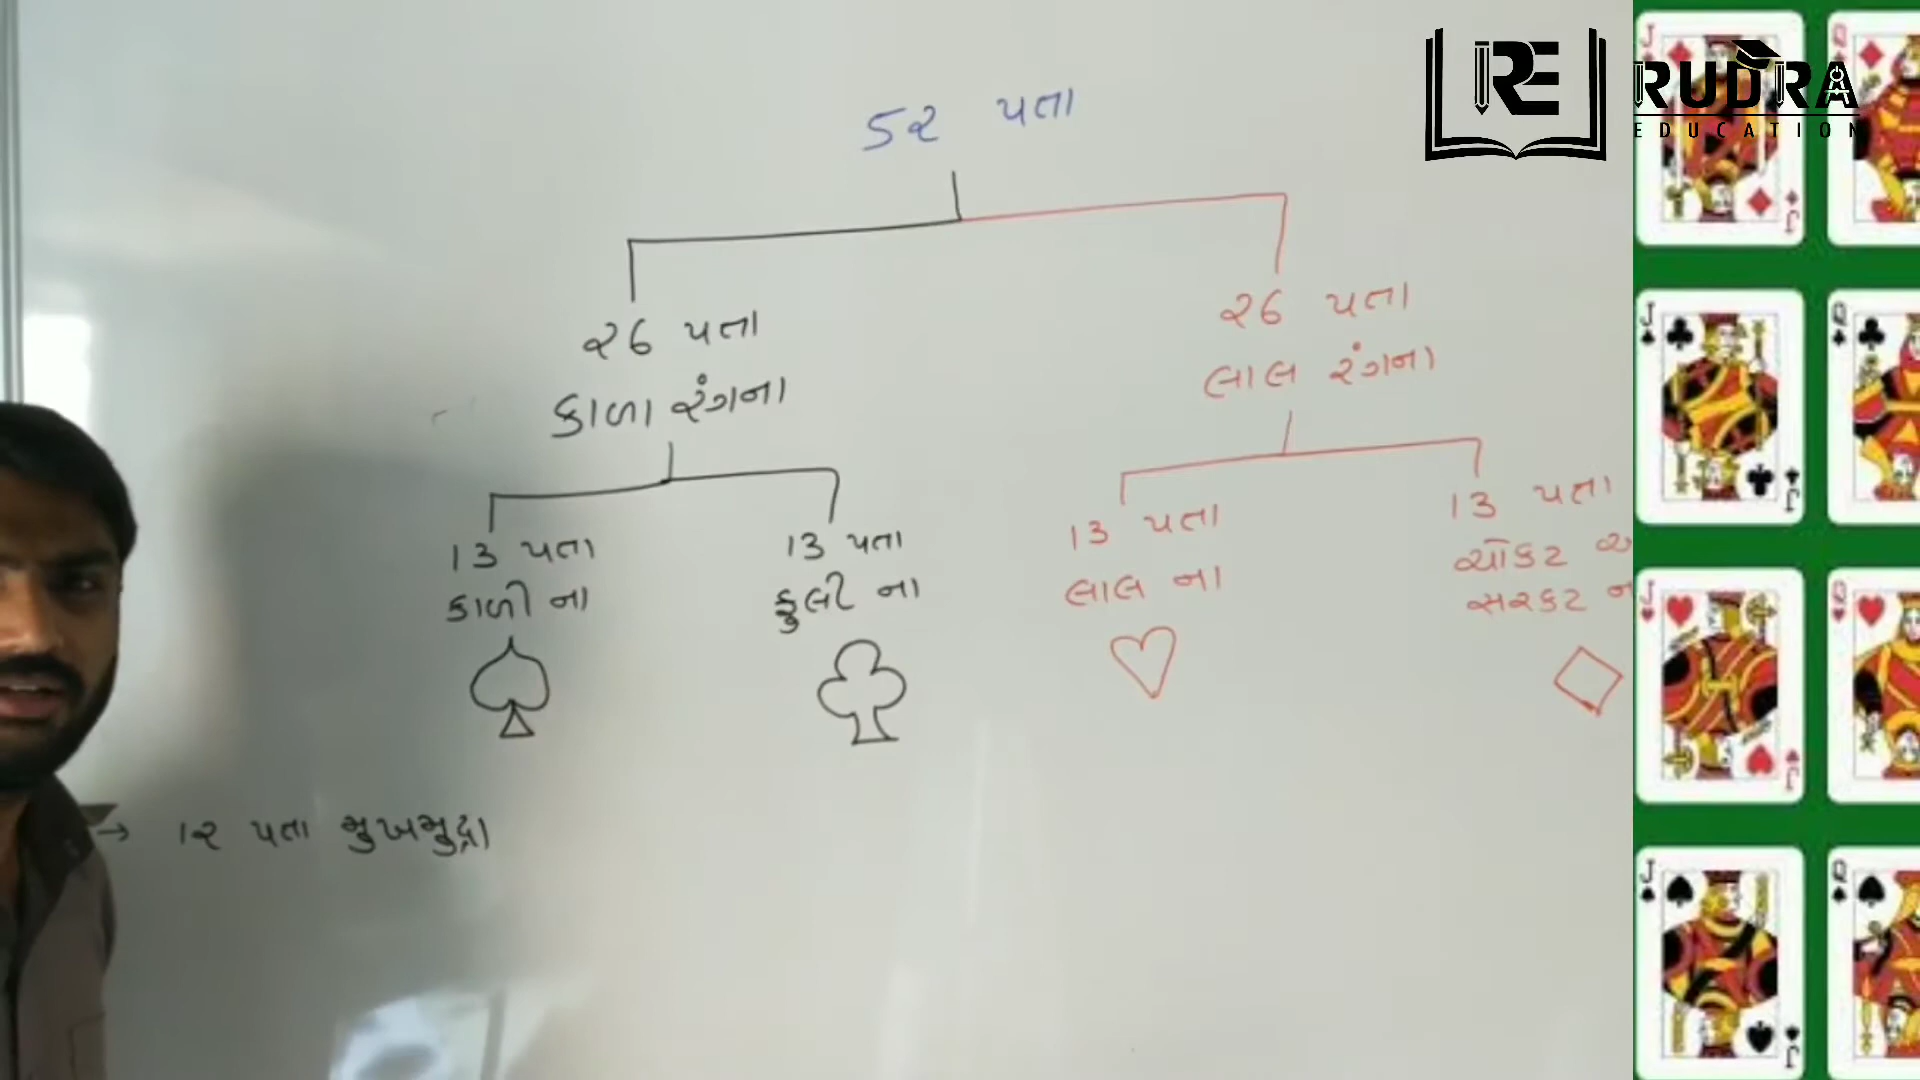 RE RUDRA
EDUCATION
52 પતા
26 પતા
કાળા રંગના
26 પતા
લાલ રંગના
13 પતા
કાળી ના
13 પતા
ફુલી ના
13 પતા
લાલ ના
13 પતા
ચોકટ
સરકટ
→ 12 પતા મુખમુદ્રા
J
Q
J
Q
J
Q
J
Q